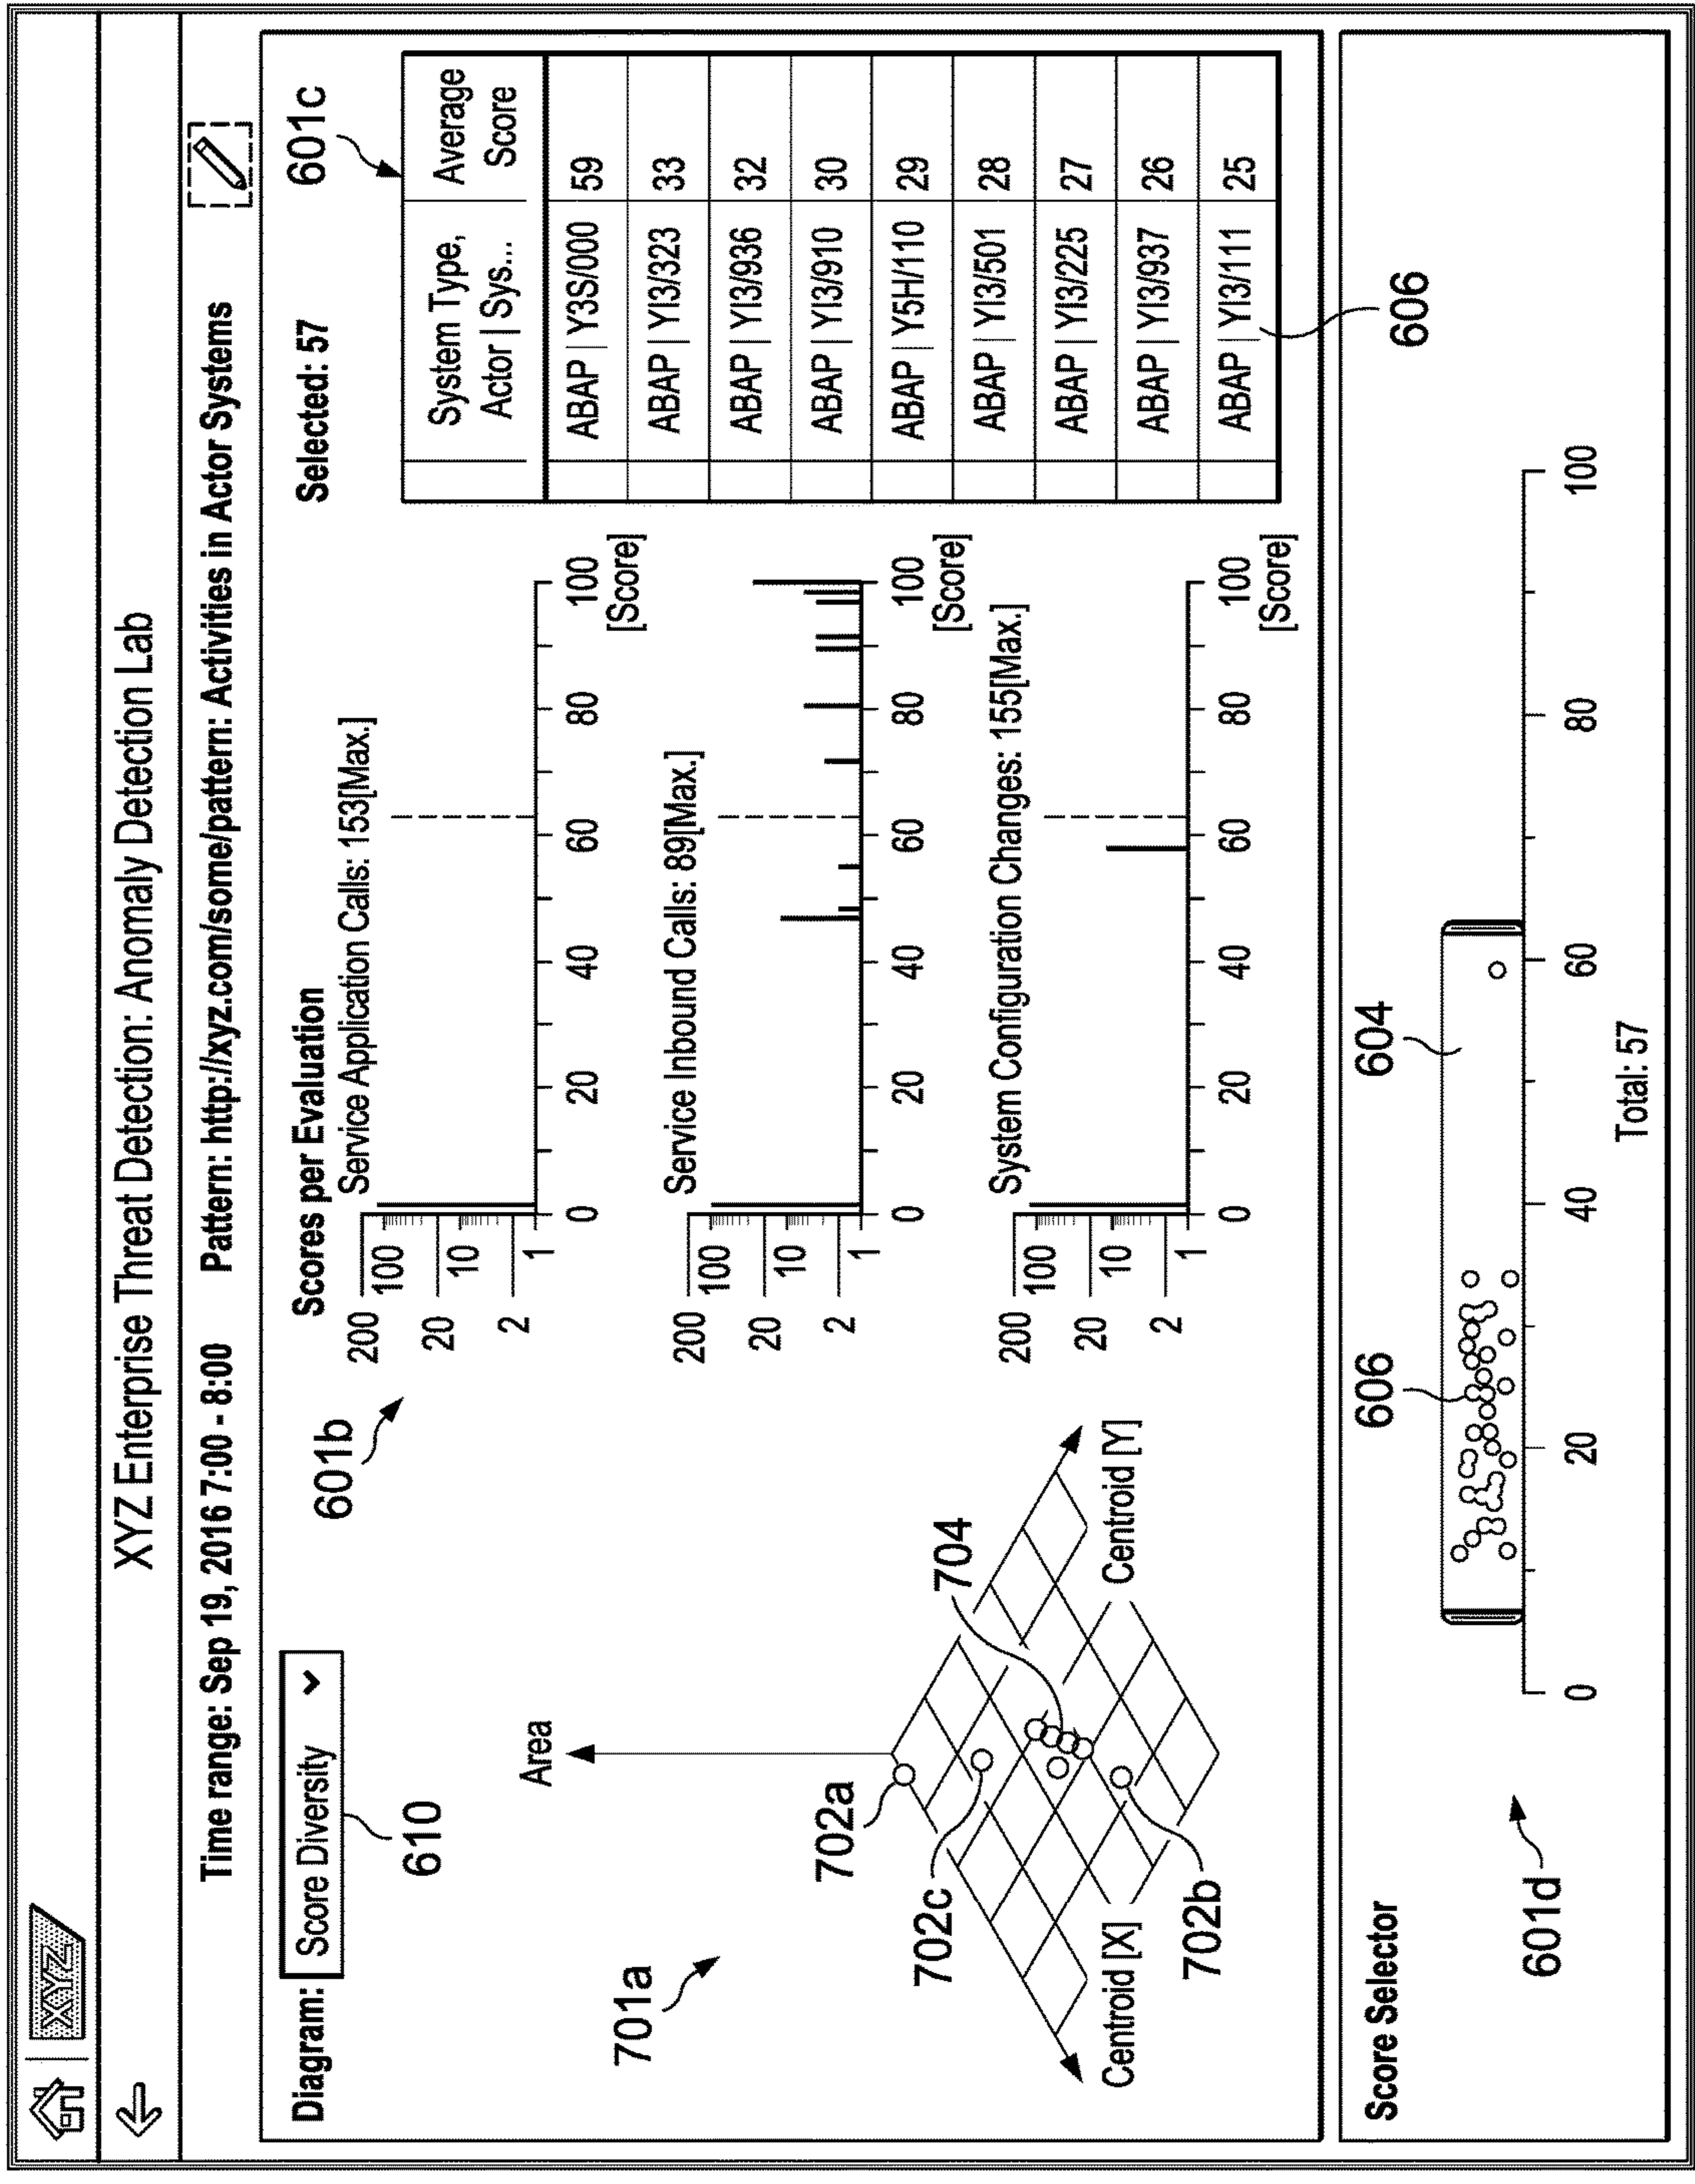 XYZ
XYZ Enterprise Threat Detection: Anomaly Detection Lab
Time range: Sep 19, 2016 7:00 - 8:00 Pattern: http://xyz.com/some/pattern: Activities in Actor Systems
Diagram: Score Diversity
610
701a
Area
702a
702c
702b
704
Centroid [X]
Centroid [Y]
601b
Scores per Evaluation
Service Application Calls: 153[Max.]
200
100
20
10
2
1
0 20 40 60 80 100
[Score]
Service Inbound Calls: 89[Max.]
200
100
20
10
2
1
0 20 40 60 80 100
[Score]
System Configuration Changes: 155[Max.]
200
100
20
10
2
1
0 20 40 60 80 100
[Score]
Selected: 57
601c
System Type, Average
Actor | Sys... Score
ABAP | Y3S/000 59
ABAP | YI3/323 33
ABAP | YI3/936 32
ABAP | YI3/910 30
ABAP | Y5H/110 29
ABAP | YI3/501 28
ABAP | YI3/225 27
ABAP | YI3/937 26
ABAP | YI3/111 25
606
Score Selector
601d
606
604
0 20 40 60 80 100
Total: 57